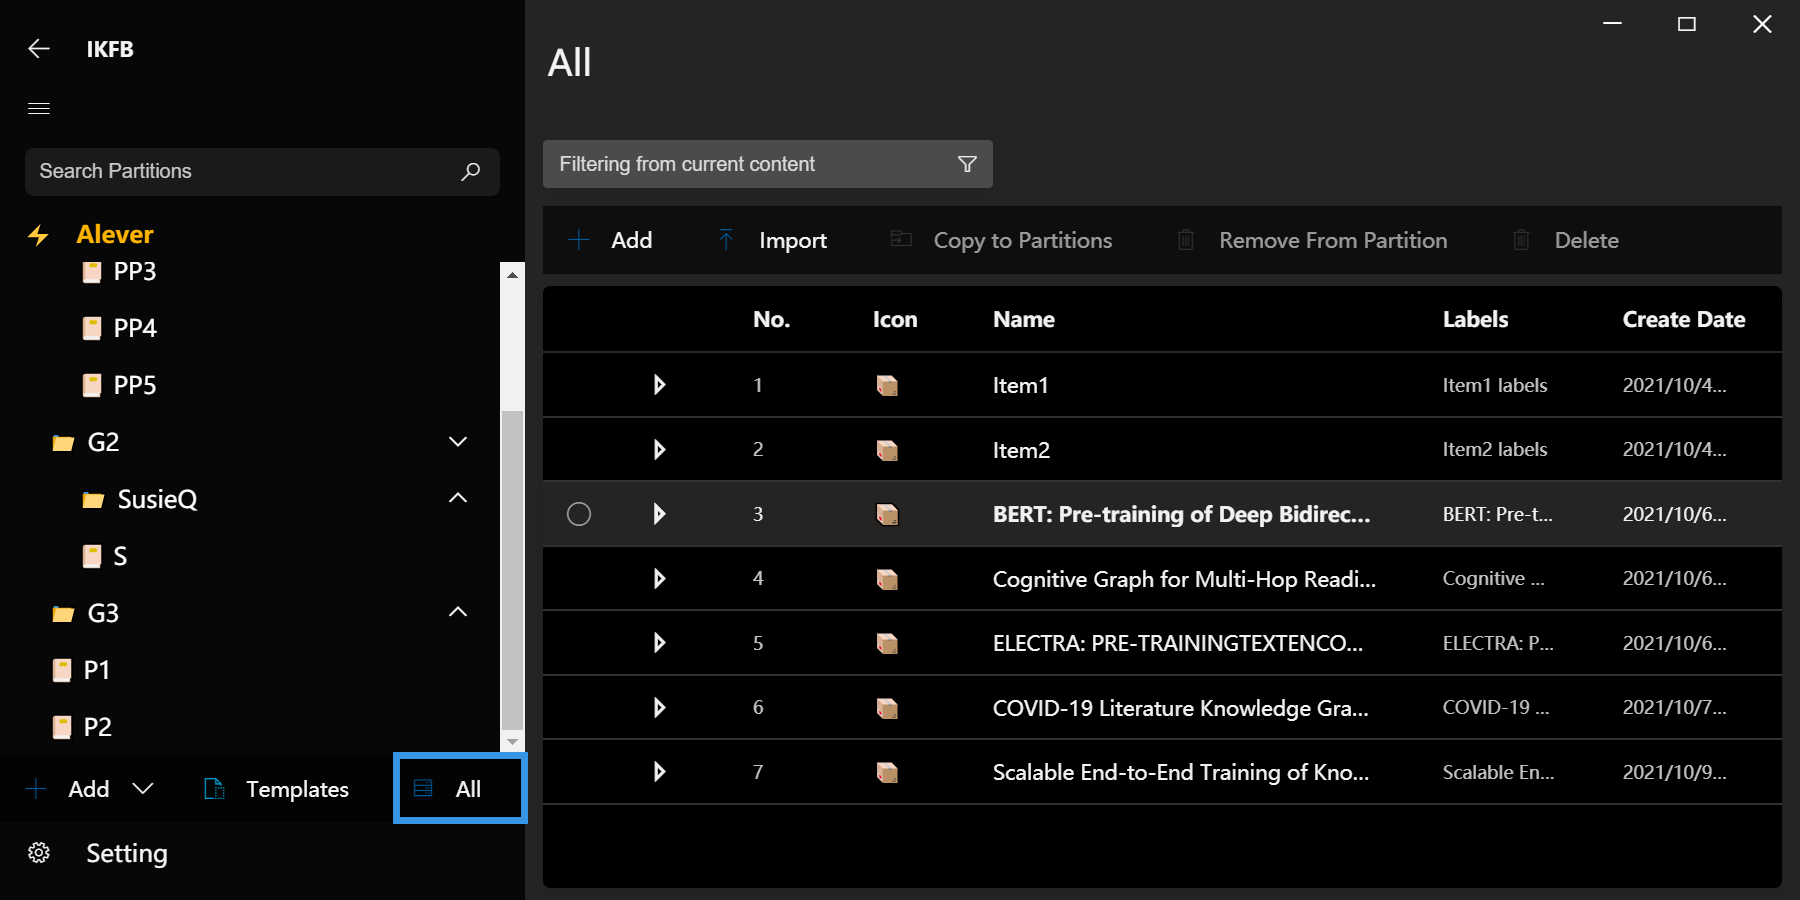 IKFB
Search Partitions
Alever
PP3
PP4
PP5
G2
SusieQ
S
G3
P1
P2
Add Templates All
Setting
All
Filtering from current content
Add Import Copy to Partitions Remove From Partition Delete
No. Icon Name Labels Create Date
1 Item1 Item1 labels 2021/10/4...
2 Item2 Item2 labels 2021/10/4...
3 BERT: Pre-training of Deep Bidirec... BERT: Pre-t... 2021/10/6...
4 Cognitive Graph for Multi-Hop Readi... Cognitive ... 2021/10/6...
5 ELECTRA: PRE-TRAININGTEXTENCO... ELECTRA: P... 2021/10/6...
6 COVID-19 Literature Knowledge Gra... COVID-19 ... 2021/10/7...
7 Scalable End-to-End Training of Kno... Scalable En... 2021/10/9...